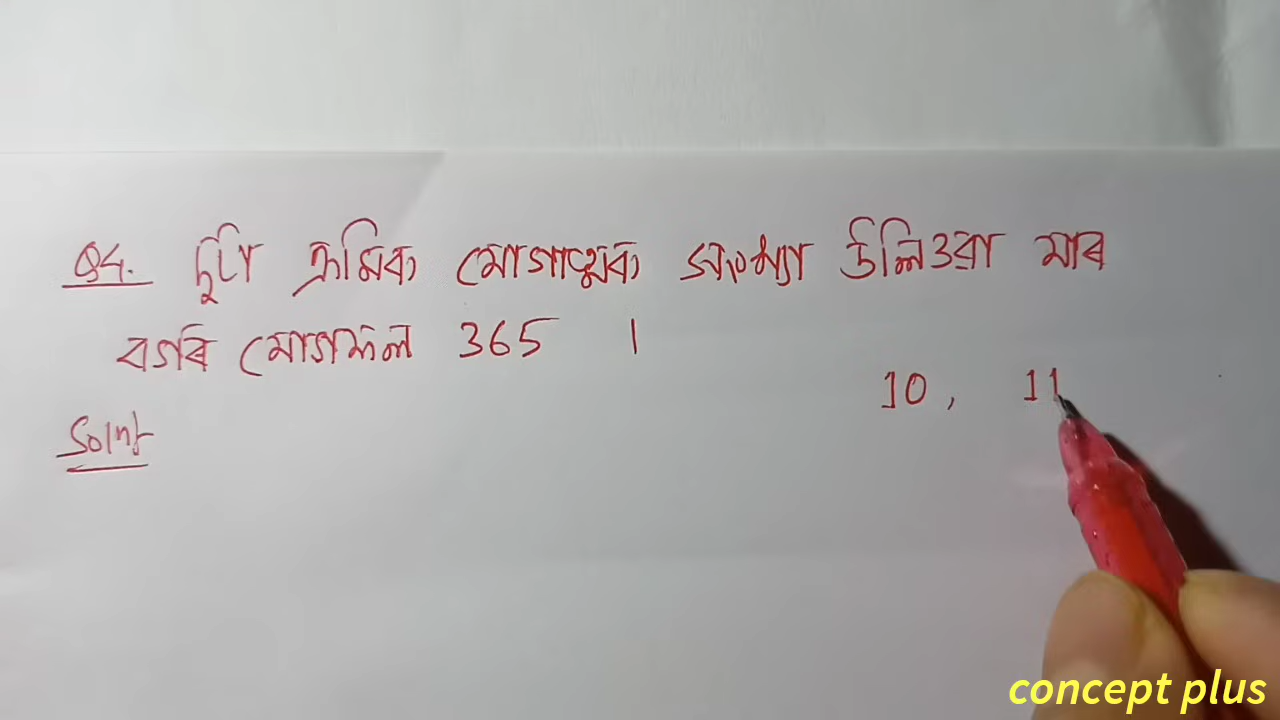 Q4. দুটা ক্ৰমিক যোগাত্মক সংখ্যা উলিওৱা যাৰ
বৰ্গৰ যোগফল 365 ।
10, 11
Soln:
concept plus